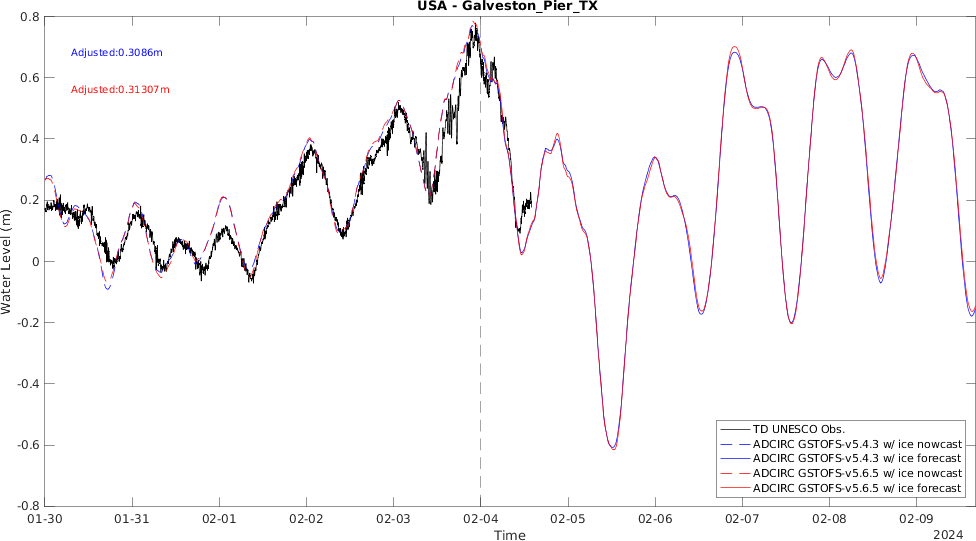 USA - Galveston_Pier_TX
Adjusted:0.3086m
Adjusted:0.31307m
Water Level (m)
0.8
0.6
0.4
0.2
0
-0.2
-0.4
-0.6
-0.8
TD UNESCO Obs.
ADCIRC GSTOFS-v5.4.3 w/ ice nowcast
ADCIRC GSTOFS-v5.4.3 w/ ice forecast
ADCIRC GSTOFS-v5.6.5 w/ ice nowcast
ADCIRC GSTOFS-v5.6.5 w/ ice forecast
01-30 01-31 02-01 02-02 02-03 02-04 02-05 02-06 02-07 02-08 02-09
Time
2024